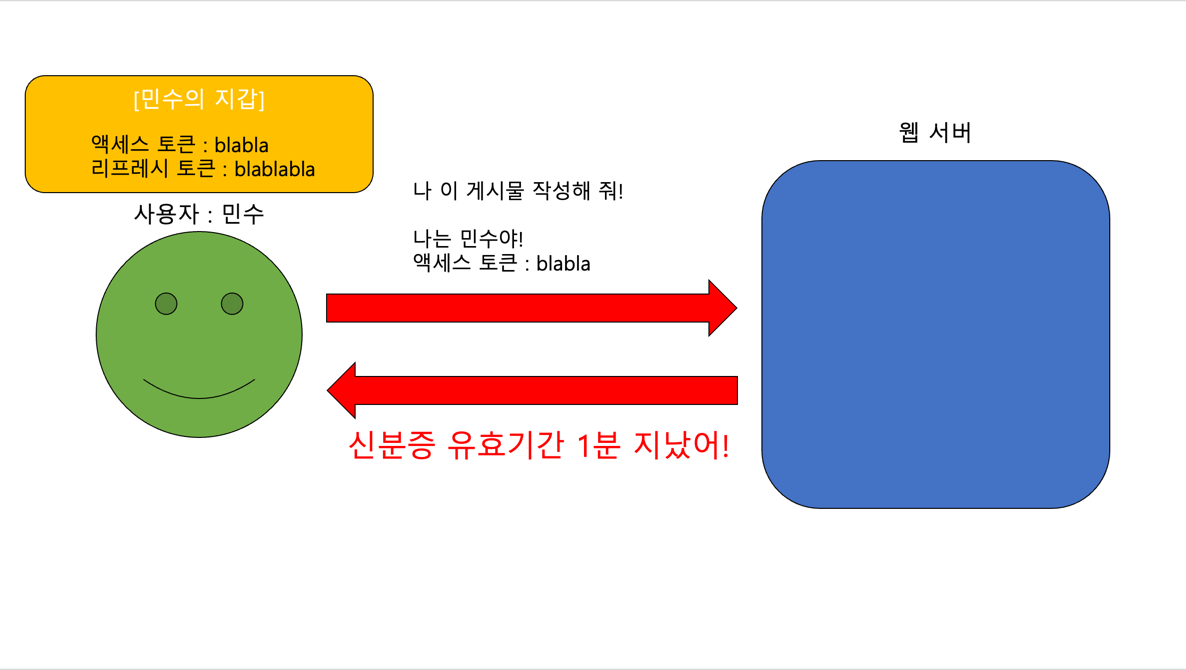 [민수의 지갑]
액세스 토큰 : blabla
리프레시 토큰 : blablabla
사용자 : 민수
나 이 게시물 작성해 줘!
나는 민수야!
액세스 토큰 : blabla
웹 서버
신분증 유효기간 1분 지났어!